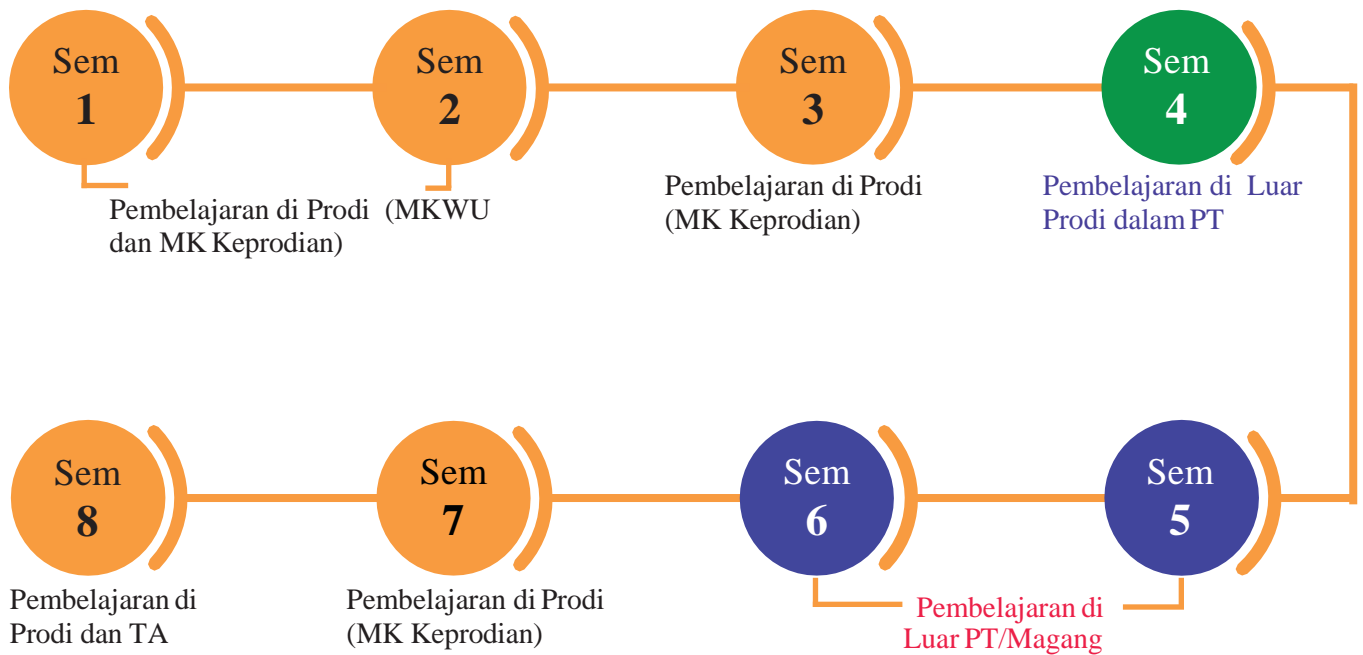 Sem
1
Sem
2
Sem
3
Sem
4
Pembelajaran di Prodi (MKWU
dan MK Keprodian)
Pembelajaran di Prodi
(MK Keprodian)
Pembelajaran di Luar
Prodi dalam PT
Sem
8
Sem
7
Sem
6
Sem
5
Pembelajaran di
Prodi dan TA
Pembelajaran di Prodi
(MK Keprodian)
Pembelajaran di
Luar PT/Magang